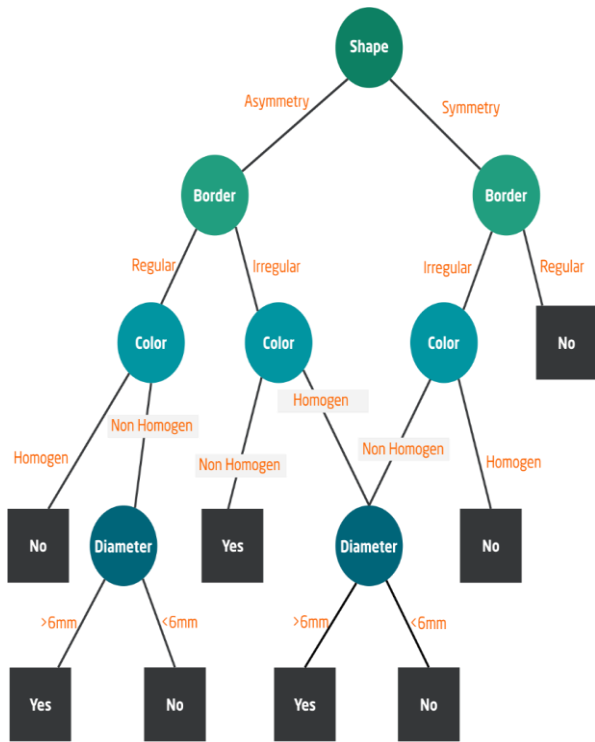 Shape
Asymmetry
Symmetry
Border
Border
Regular
Irregular
Irregular
Regular
Color
Color
Color
No
Homogen
Non Homogen
Non Homogen
Homogen
Non Homogen
Homogen
No
Diameter
Yes
Diameter
No
>6mm
<6mm
>6mm
<6mm
Yes
No
Yes
No